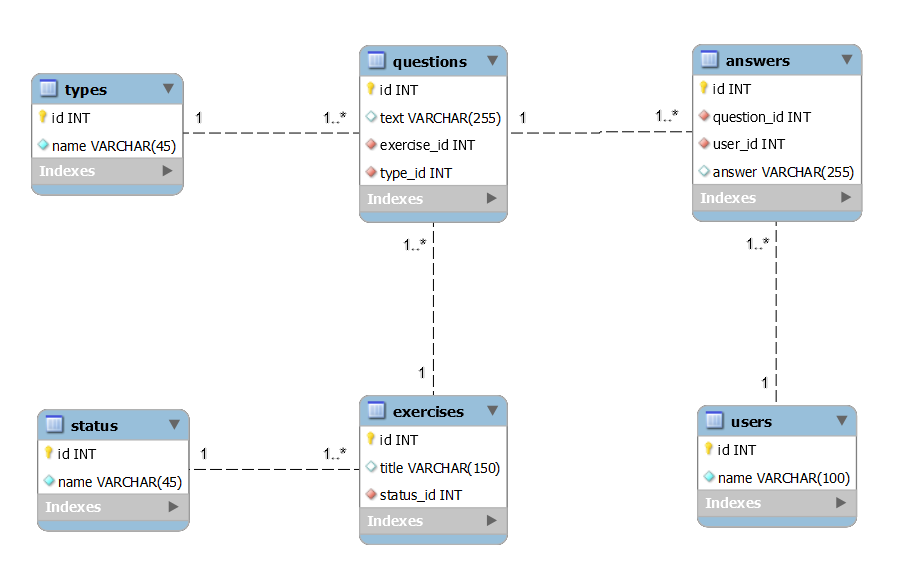 types
id INT
name VARCHAR(45)
Indexes
1
1..*
questions
id INT
text VARCHAR(255)
exercise_id INT
type_id INT
Indexes
1
1..*
answers
id INT
question_id INT
user_id INT
answer VARCHAR(255)
Indexes
1..*
1
1..*
1
status
id INT
name VARCHAR(45)
Indexes
1
1..*
exercises
id INT
title VARCHAR(150)
status_id INT
Indexes
users
id INT
name VARCHAR(100)
Indexes